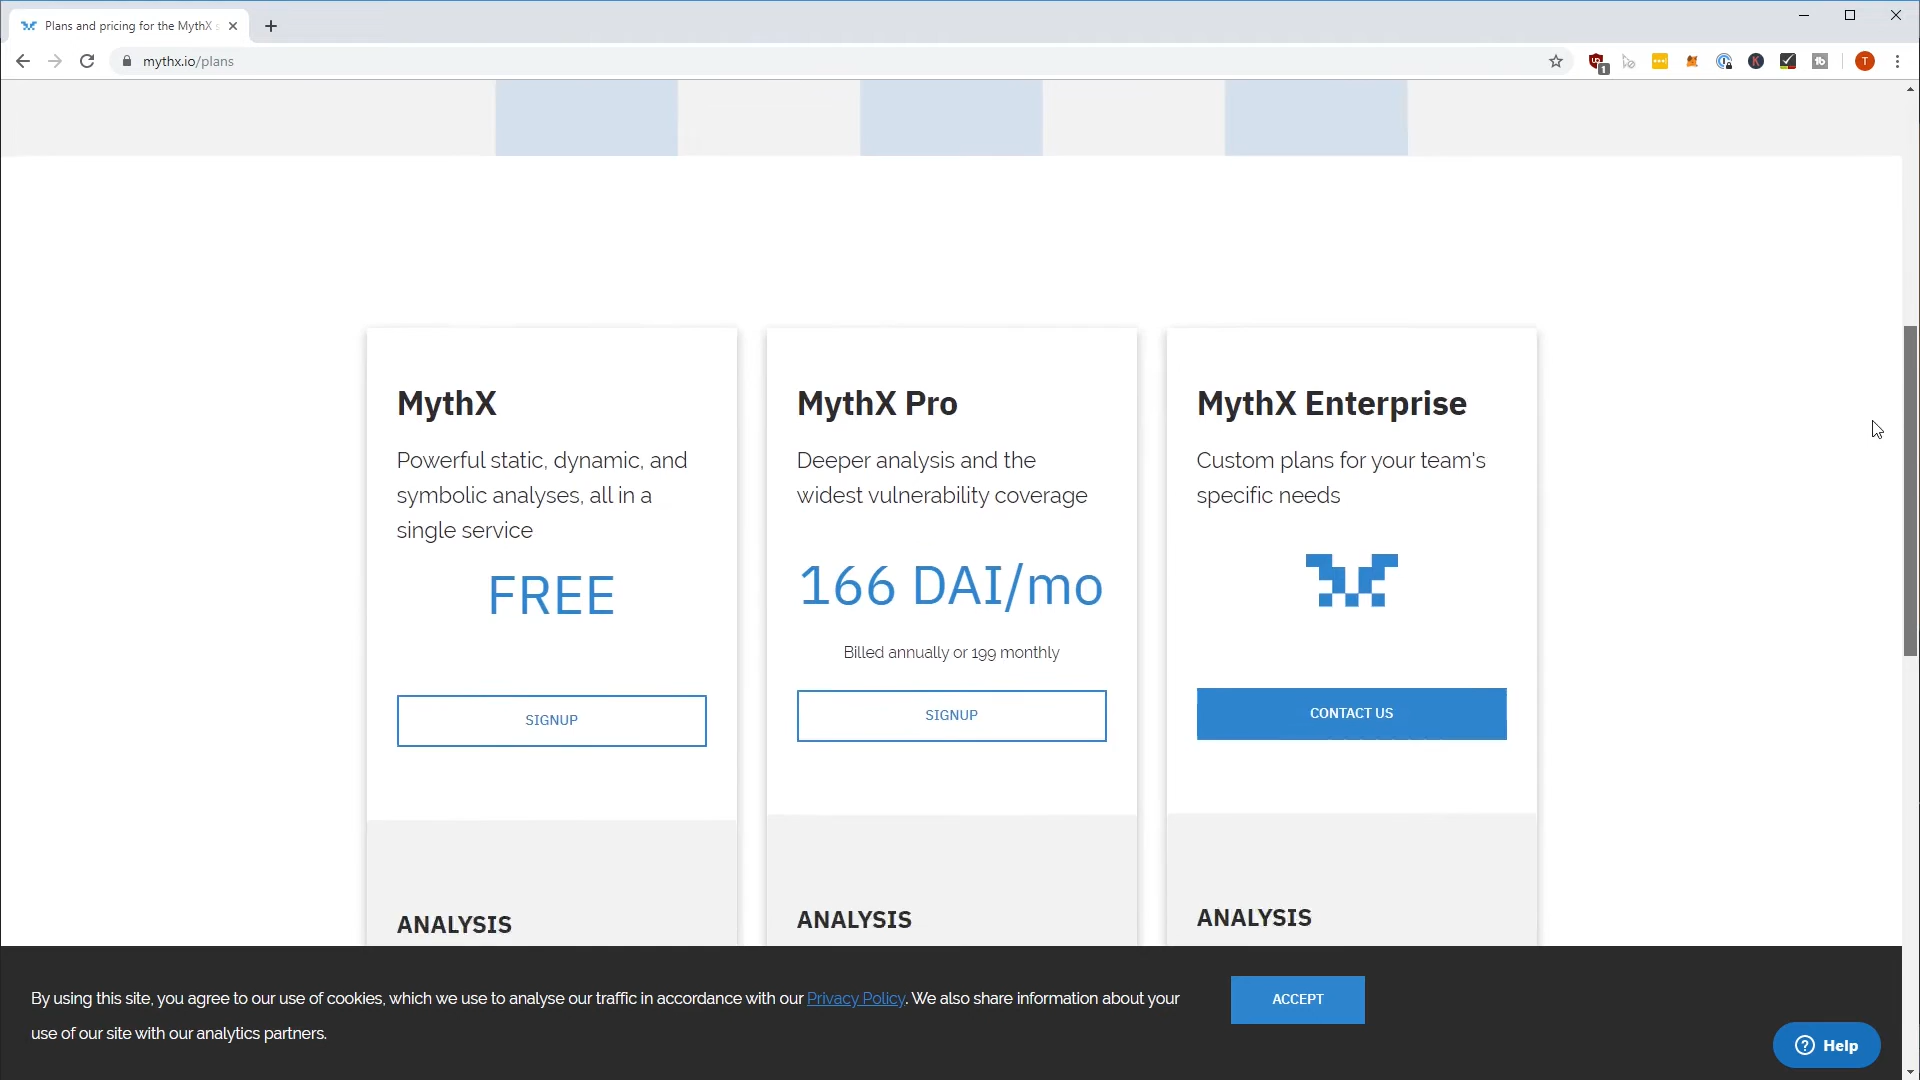 Plans and pricing for the MythX s
mythx.io/plans
1
T
MythX
Powerful static, dynamic, and
symbolic analyses, all in a
single service
FREE
SIGNUP
ANALYSIS
MythX Pro
Deeper analysis and the
widest vulnerability coverage
166 DAI/mo
Billed annually or 199 monthly
SIGNUP
ANALYSIS
MythX Enterprise
Custom plans for your team's
specific needs
CONTACT US
ANALYSIS
By using this site, you agree to our use of cookies, which we use to analyse our traffic in accordance with our Privacy Policy. We also share information about your
use of our site with our analytics partners.
ACCEPT
Help